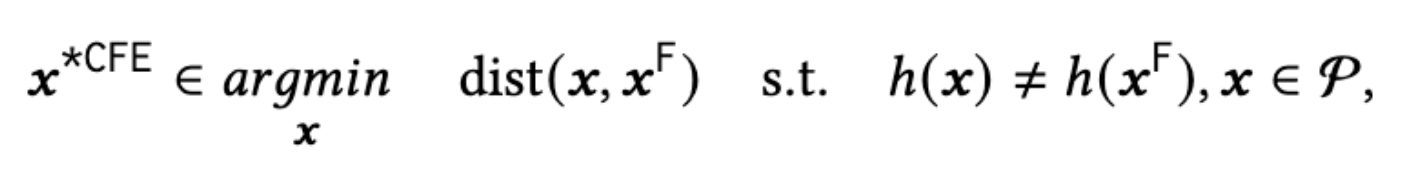 x*CFE ∈ argmin dist(x, xF) s.t. h(x) ≠ h(xF), x ∈ P,
x